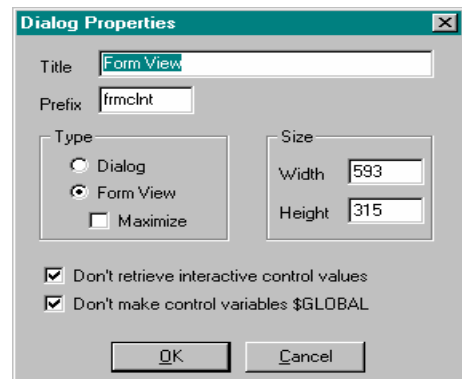 Dialog Properties
Title Form View
Prefix frmclnt
Type
Dialog
Form View
Maximize
Size
Width 593
Height 315
Don't retrieve interactive control values
Don't make control variables $GLOBAL
OK
Cancel